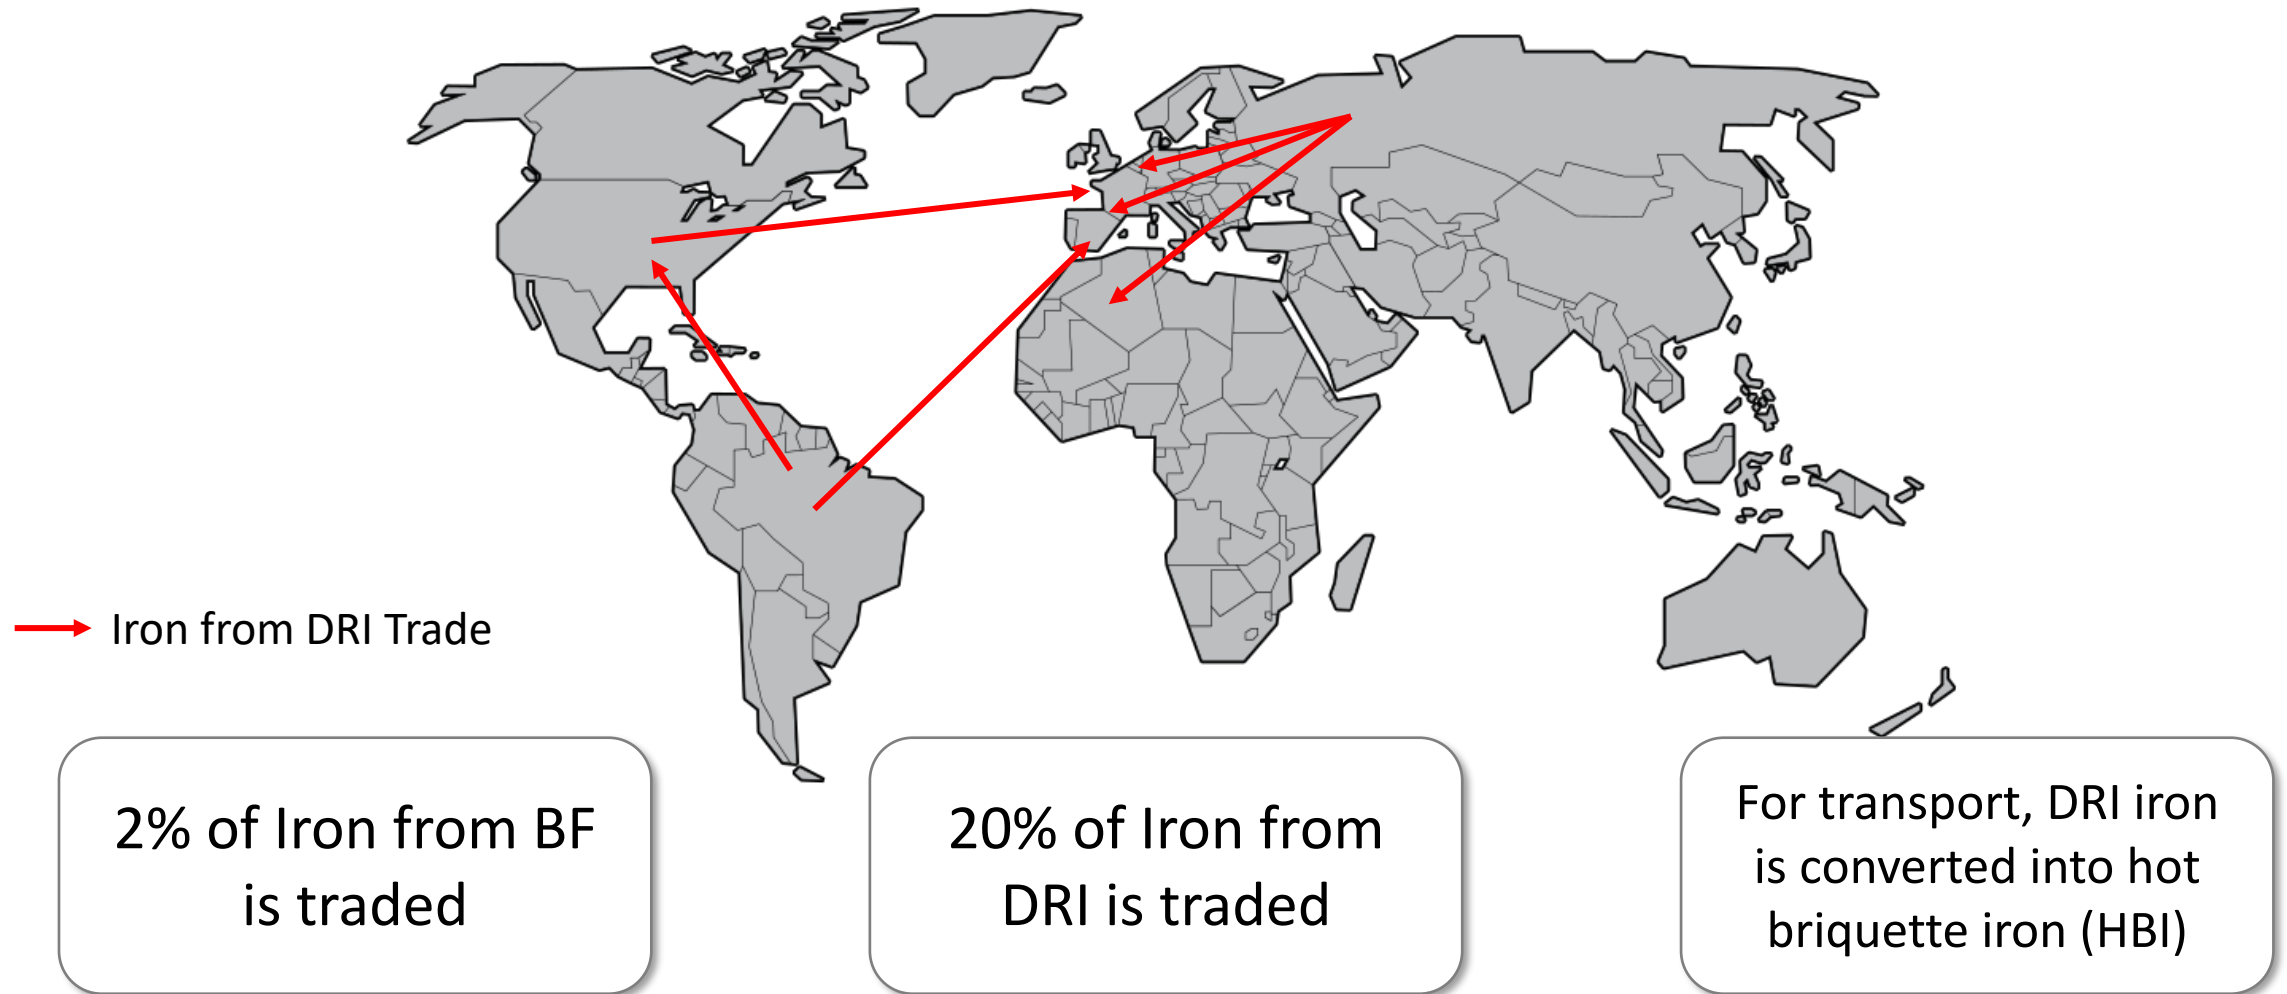 Iron from DRI Trade
2% of Iron from BF
is traded
20% of Iron from
DRI is traded
For transport, DRI iron
is converted into hot
briquette iron (HBI)